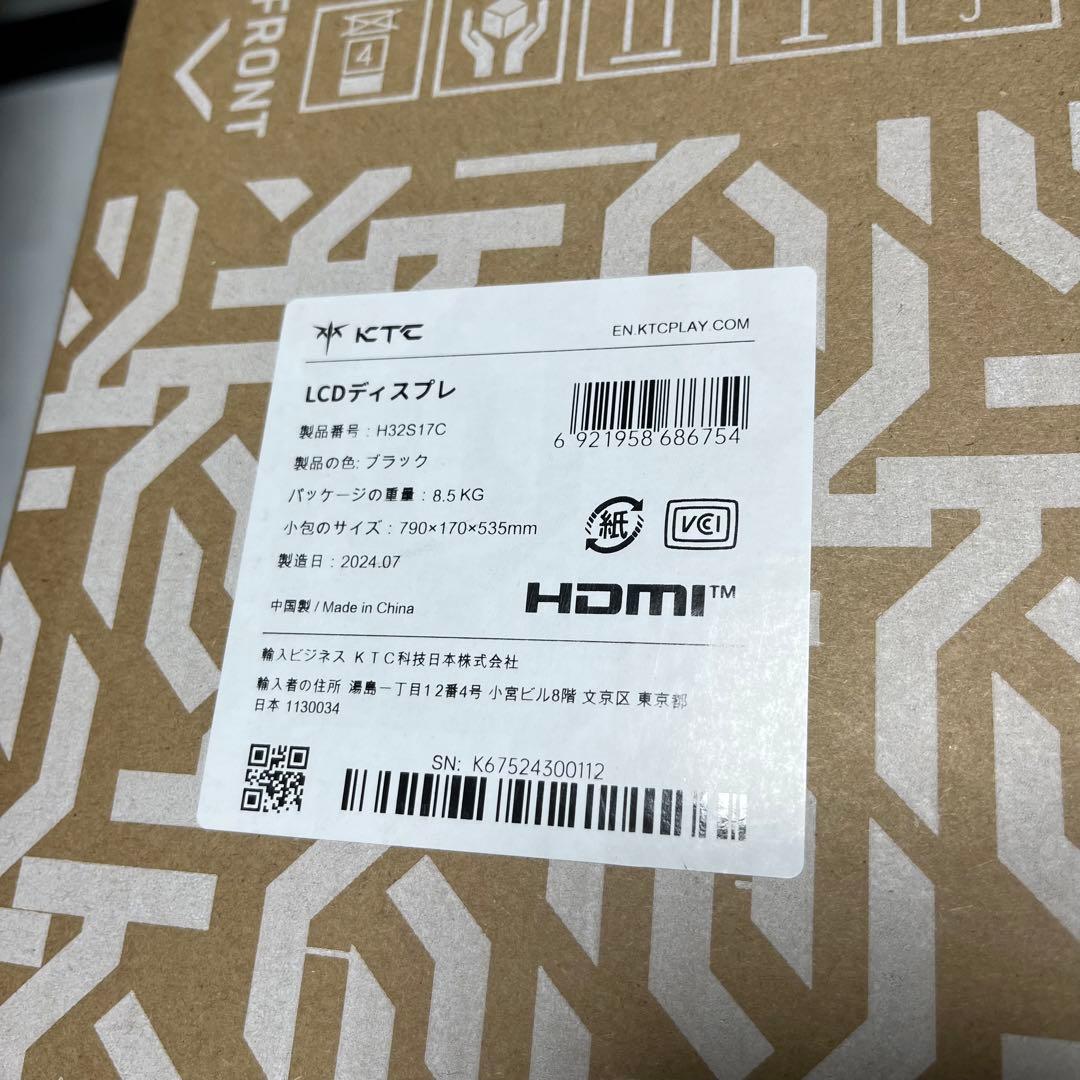 FRONT
4
KTC
EN.KTCPLAY.COM
LCDディスプレ
製品番号：H32S17C
6 921958 686754
製品の色: ブラック
パッケージの重量：8.5 KG
小包のサイズ：790×170×535mm
紙
VCCI
製造日：2024.07
HDMI™
中国製 / Made in China
輸入ビジネス KTC科技日本株式会社
輸入者の住所 湯島一丁目12番4号 小宮ビル8階 文京区 東京都
日本 1130034
SN: K67524300112